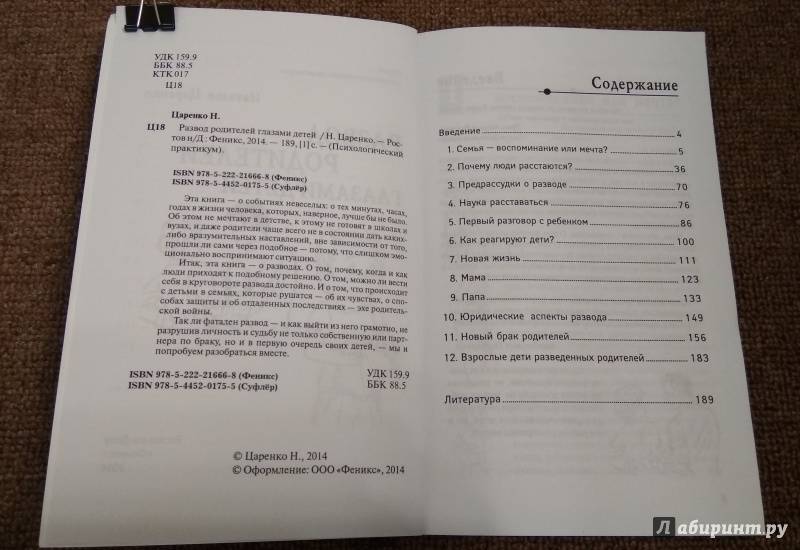 УДК 159.9
ББК 88.5
КТК 017
Ц18
Царенко Н.
Ц18 Развод родителей глазами детей / Н. Царенко. — Рос-
тов н/Д : Феникс, 2014. — 189, [1] с. — (Психологический
практикум).
ISBN 978-5-222-21666-8 (Феникс)
ISBN 978-5-4452-0175-5 (Суфлёр)
Эта книга — о событиях невеселых: о тех минутах, часах,
годах в жизни человека, которых, наверное, лучше бы не было.
Об этом не мечтают в детстве, к этому не готовят в школах и
вузах, и даже родители чаще всего не в состоянии дать каких-
либо вразумительных наставлений, вне зависимости от того,
прошли ли сами через подобное — потому, что слишком эмо-
ционально воспринимают ситуацию.
Итак, эта книга — о разводах. О том, почему, когда и как
люди приходят к подобному решению. О том, можно ли вести
себя в круговороте развода достойно. И о том, что происходит
с детьми в семьях, которые рушатся — об их чувствах, о спо-
собах защиты и об отдаленных последствиях — эхе родитель-
ской войны.
Так ли фатален развод — и как выйти из него грамотно, не
разрушив личность и судьбу не только собственную или парт-
нера по браку, но и в первую очередь своих детей, — мы и
попробуем разобраться вместе.
ISBN 978-5-222-21666-8 (Феникс) УДК 159.9
ISBN 978-5-4452-0175-5 (Суфлёр) ББК 88.5
© Царенко Н., 2014
© Оформление: ООО «Феникс», 2014
Содержание
Введение 4
1. Семья — воспоминание или мечта? 5
2. Почему люди расстаются? 36
3. Предрассудки о разводе 70
4. Наука расставаться 76
5. Первый разговор с ребенком 86
6. Как реагируют дети? 100
7. Новая жизнь 111
8. Мама 123
9. Папа 133
10. Юридические аспекты развода 149
11. Новый брак родителей 156
12. Взрослые дети разведенных родителей 183
Литература 189
Лабиринт.ру